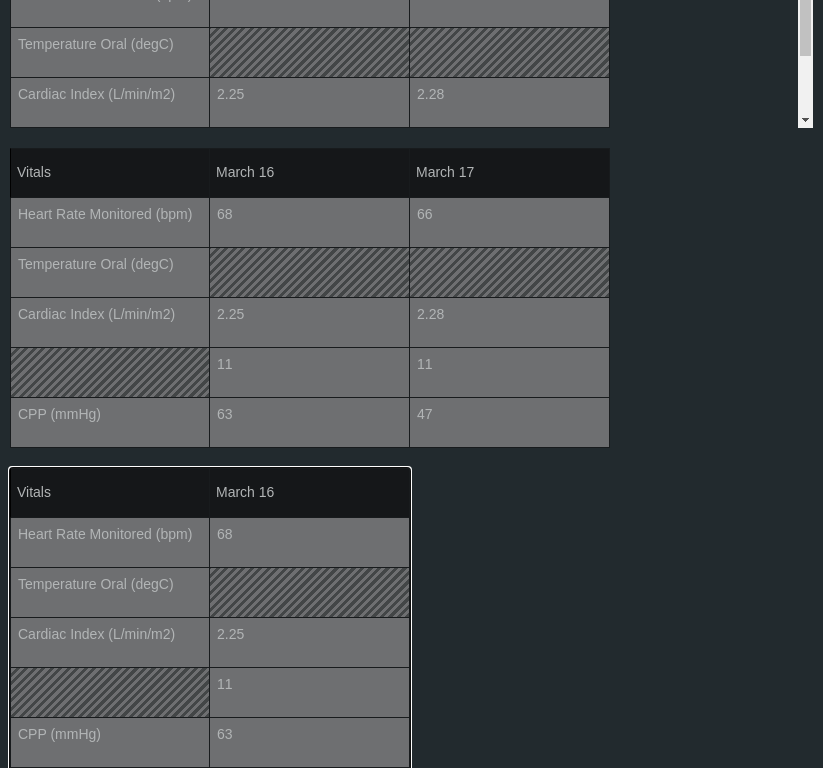 Temperature Oral (degC)
Cardiac Index (L/min/m2) 2.25 2.28
Vitals March 16 March 17
Heart Rate Monitored (bpm) 68 66
Temperature Oral (degC)
Cardiac Index (L/min/m2) 2.25 2.28
11 11
CPP (mmHg) 63 47
Vitals March 16
Heart Rate Monitored (bpm) 68
Temperature Oral (degC)
Cardiac Index (L/min/m2) 2.25
11
CPP (mmHg) 63